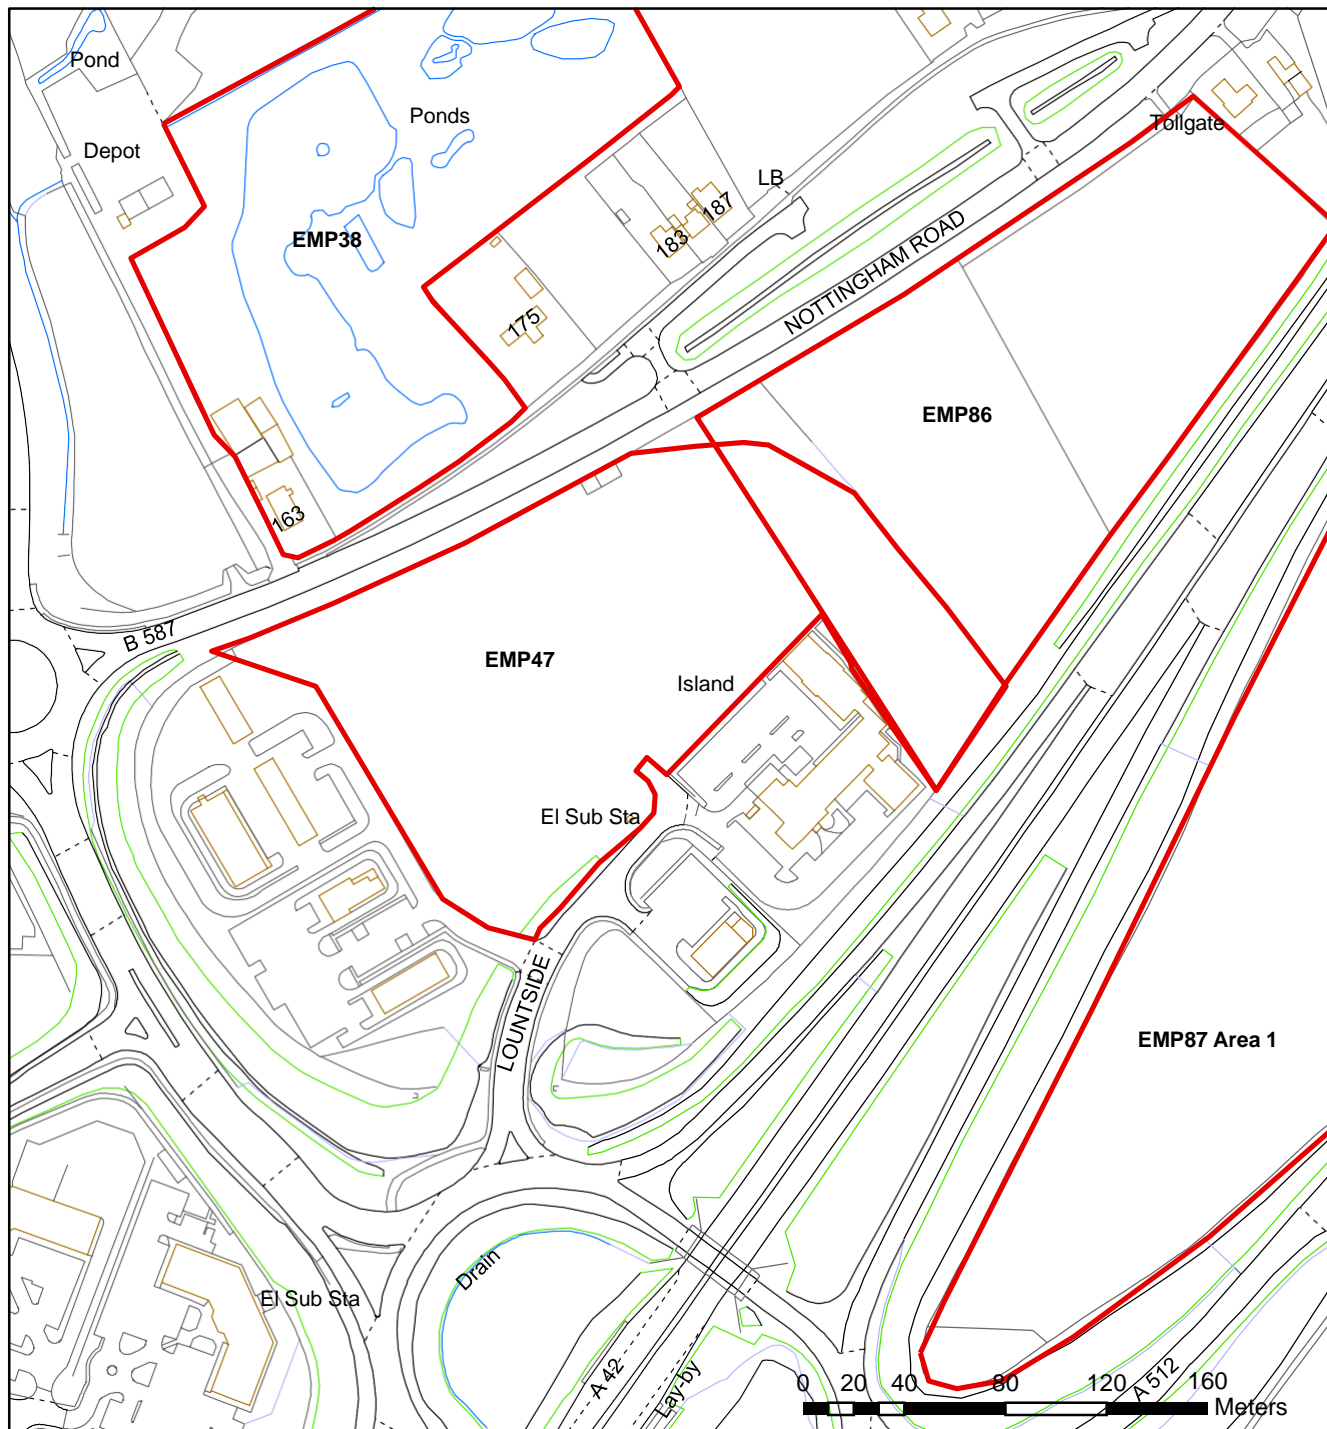 Pond
Ponds
Depot
Tollgate
LB
187
183
EMP38
NOTTINGHAM ROAD
175
EMP86
163
B 587
EMP47
Island
El Sub Sta
LOUNTSIDE
EMP87 Area 1
Drain
El Sub Sta
A 42
Lay-by
A 512
0 20 40 80 120 160
Meters